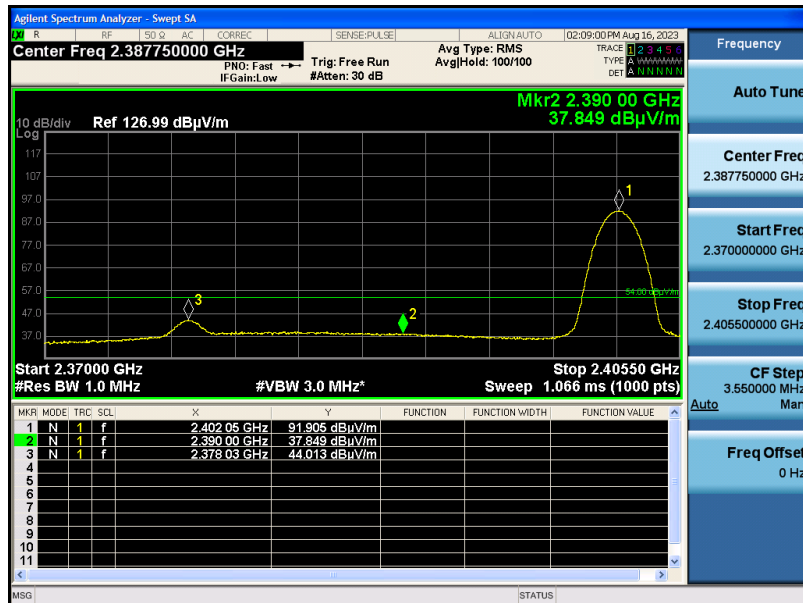 Agilent Spectrum Analyzer - Swept SA
LXI R RF 50 Ω AC CORREC SENSE:PULSE ALIGN AUTO 02:09:00 PM Aug 16, 2023
Center Freq 2.387750000 GHz
PNO: Fast
IFGain:Low
Trig: Free Run
#Atten: 30 dB
Avg Type: RMS
Avg|Hold: 100/100
TRACE 1 2 3 4 5 6
TYPE A WWWWW
DET A N N N N N
Mkr2 2.390 00 GHz
37.849 dBµV/m
10 dB/div Ref 126.99 dBµV/m
Log
117
107
97.0
87.0
77.0
67.0
57.0
47.0
37.0
1
2
3
54.00 dBµV/m
Start 2.37000 GHz Stop 2.40550 GHz
#Res BW 1.0 MHz #VBW 3.0 MHz* Sweep 1.066 ms (1000 pts)
MKR MODE TRC SCL X Y FUNCTION FUNCTION WIDTH FUNCTION VALUE
1 N 1 f 2.402 05 GHz 91.905 dBµV/m
2 N 1 f 2.390 00 GHz 37.849 dBµV/m
3 N 1 f 2.378 03 GHz 44.013 dBµV/m
4
5
6
7
8
9
10
11
MSG STATUS
Frequency
Auto Tune
Center Freq
2.387750000 GHz
Start Freq
2.370000000 GHz
Stop Freq
2.405500000 GHz
CF Step
3.550000 MHz
Auto Man
Freq Offset
0 Hz